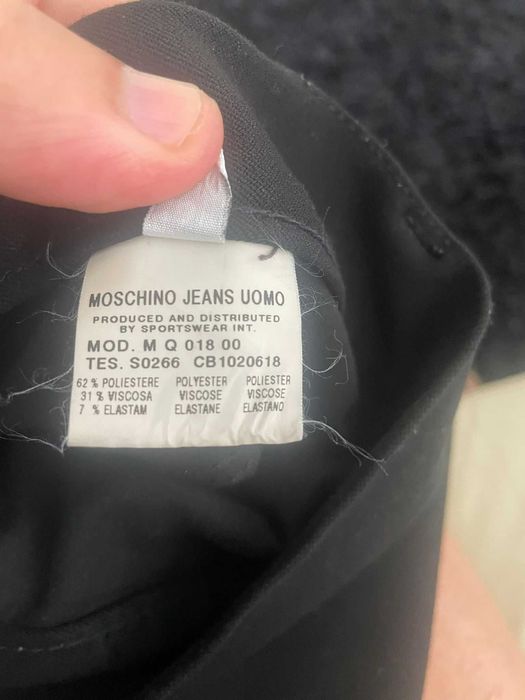 MOSCHINO JEANS UOMO
PRODUCED AND DISTRIBUTED
BY SPORTSWEAR INT.
MOD. M Q 018 00
TES. S0266 CB1020618
62 % POLIESTERE POLYESTER POLIESTER
31 % VISCOSA VISCOSE VISCOSE
7 % ELASTAM ELASTANE ELASTANO